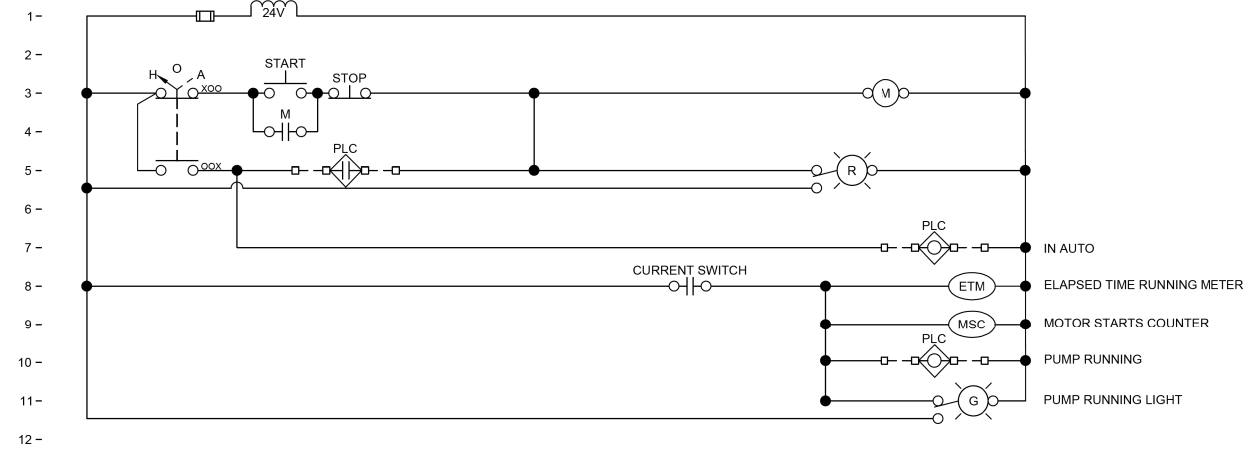 1 -
24V
2 -
START
STOP
H O A
XOO
3 -
M
M
4 -
PLC
OOX
5 -
R
6 -
PLC
7 -
IN AUTO
CURRENT SWITCH
8 -
ETM
ELAPSED TIME RUNNING METER
9 -
MSC
MOTOR STARTS COUNTER
PLC
10 -
PUMP RUNNING
11 -
G
PUMP RUNNING LIGHT
12 -